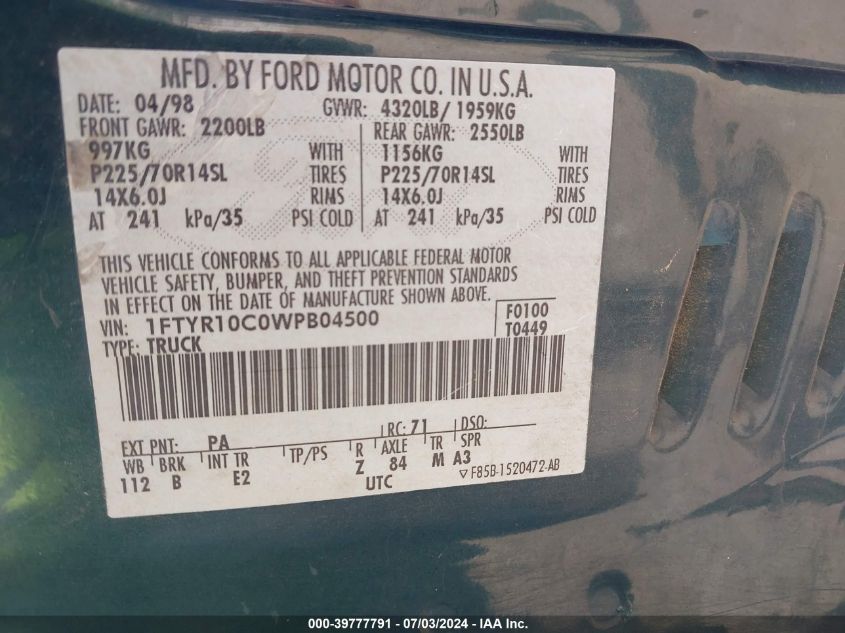 MFD. BY FORD MOTOR CO. IN U.S.A.
DATE: 04/98 GVWR: 4320LB/ 1959KG
FRONT GAWR: 2200LB REAR GAWR: 2550LB
997KG WITH 1156KG WITH
P225/70R14SL TIRES P225/70R14SL TIRES
14X6.0J RIMS 14X6.0J RIMS
AT 241 kPa/35 PSI COLD AT 241 kPa/35 PSI COLD
THIS VEHICLE CONFORMS TO ALL APPLICABLE FEDERAL MOTOR
VEHICLE SAFETY, BUMPER, AND THEFT PREVENTION STANDARDS
IN EFFECT ON THE DATE OF MANUFACTURE SHOWN ABOVE.
VIN: 1FTYR10C0WPB04500 F0100
TYPE: TRUCK T0449
EXT PNT: PA RC: 71 DSO:
WB BRK INT TR TP/PS R AXLE TR SPR
112 B E2 Z 84 M A3
UTC ▽F85B-1520472-AB
000-39777791 - 07/03/2024 - IAAI.COM